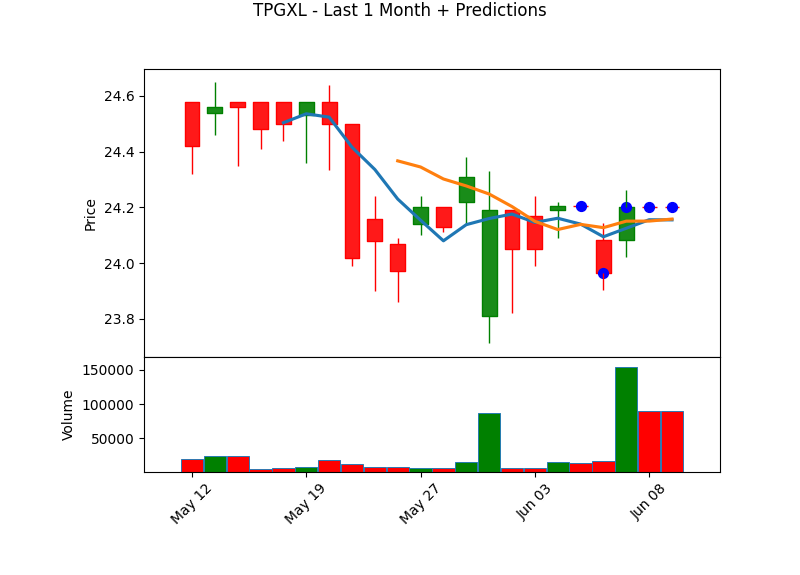 TPGXL - Last 1 Month + Predictions
24.6
24.4
24.2
24.0
23.8
Price
150000
100000
50000
Volume
May 12
May 19
May 27
Jun 03
Jun 08